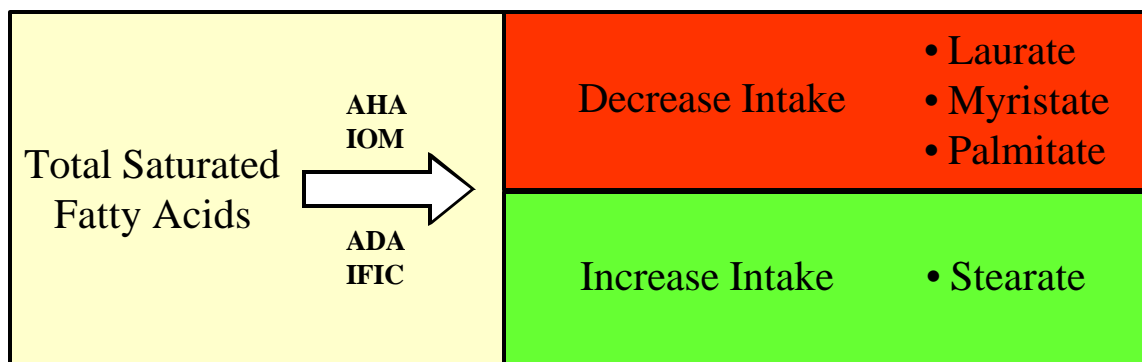 Total Saturated
Fatty Acids
AHA
IOM
ADA
IFIC
Decrease Intake
• Laurate
• Myristate
• Palmitate
Increase Intake
• Stearate